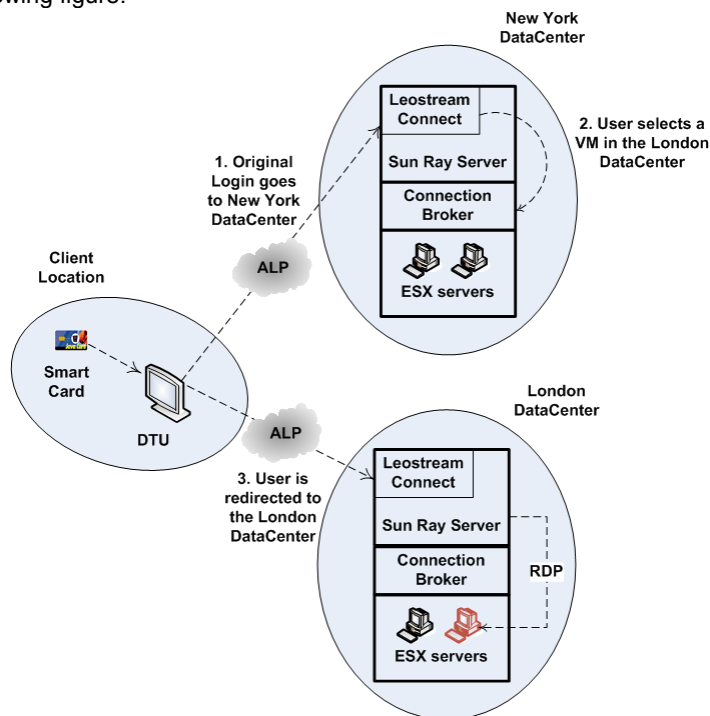 owing figure.
New York
DataCenter
Leostream
Connect
Sun Ray Server
Connection
Broker
ESX servers
2. User selects a
VM in the London
DataCenter
1. Original
Login goes
to New York
DataCenter
ALP
Client
Location
Smart
Card
DTU
ALP
3. User is
redirected to
the London
DataCenter
London
DataCenter
Leostream
Connect
Sun Ray Server
Connection
Broker
RDP
ESX servers